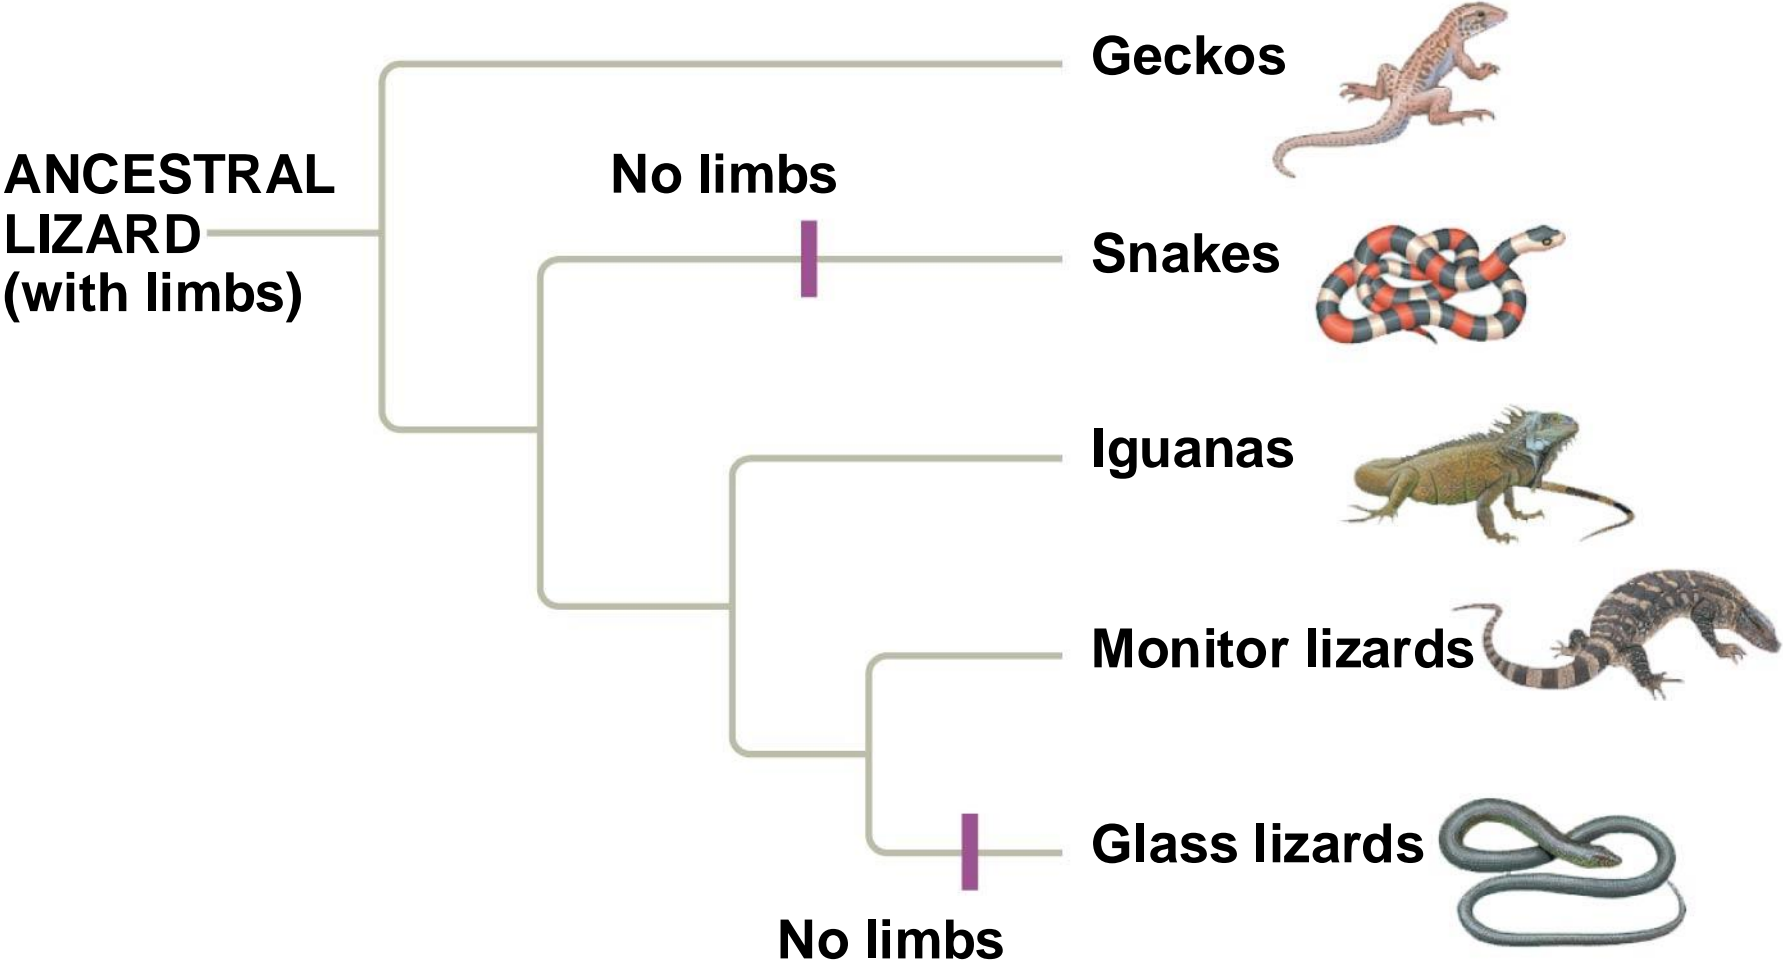 Geckos
ANCESTRAL
LIZARD
(with limbs)
No limbs
Snakes
Iguanas
Monitor lizards
Glass lizards
No limbs